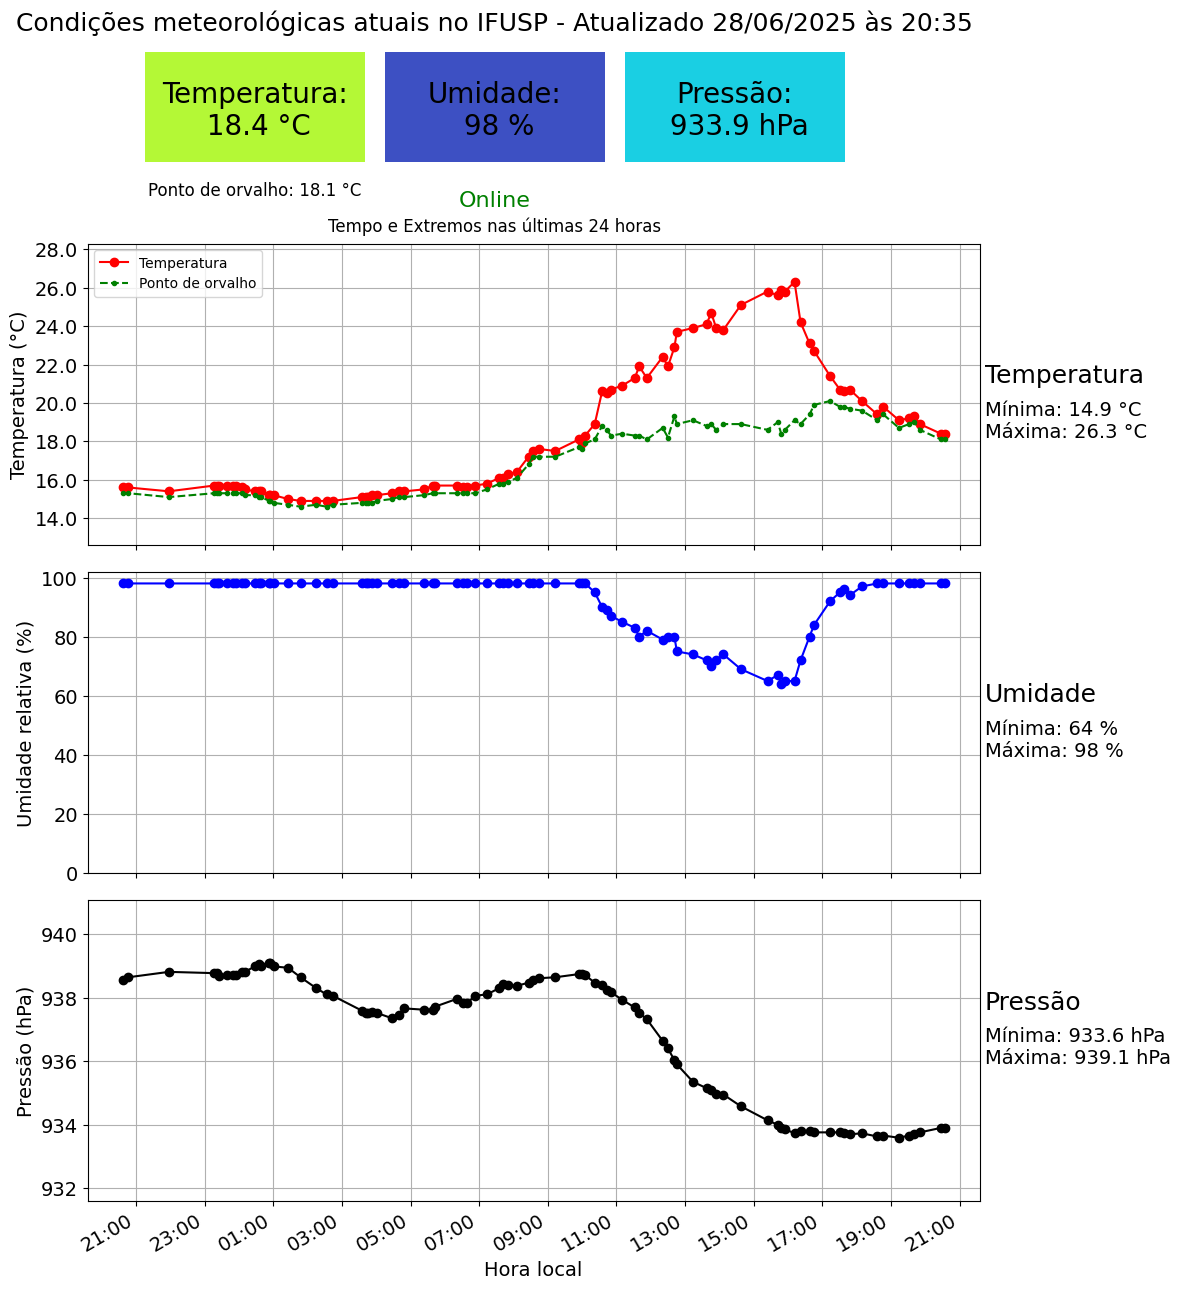 Condições meteorológicas atuais no IFUSP - Atualizado 28/06/2025 às 20:35
Temperatura:
18.4 °C
Umidade:
98 %
Pressão:
933.9 hPa
Ponto de orvalho: 18.1 °C
Online
Tempo e Extremos nas últimas 24 horas
Temperatura (°C)
28.0
26.0
24.0
22.0
20.0
18.0
16.0
14.0
Temperatura
Ponto de orvalho
Temperatura
Mínima: 14.9 °C
Máxima: 26.3 °C
Umidade relativa (%)
100
80
60
40
20
0
Umidade
Mínima: 64 %
Máxima: 98 %
Pressão (hPa)
940
938
936
934
932
Pressão
Mínima: 933.6 hPa
Máxima: 939.1 hPa
21:00 23:00 01:00 03:00 05:00 07:00 09:00 11:00 13:00 15:00 17:00 19:00 21:00
Hora local